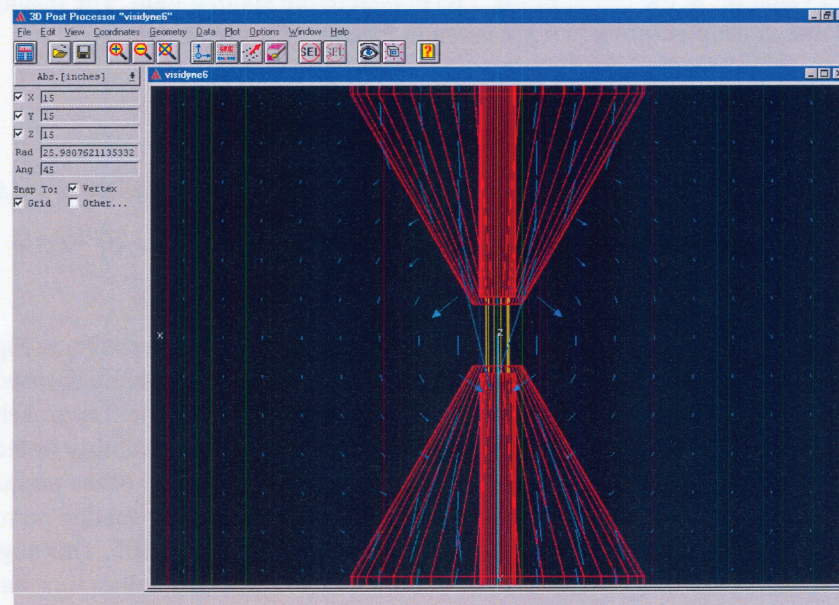 3D Post Processor "visidyne6"
File Edit View Coordinates Geometry Data Plot Options Window Help
SEL SEL ?
Abs.[inches]
visidyne6
X 15
Y 15
Z 15
Rad 25.9807621135332
Ang 45
Snap To: Vertex
Grid Other...
X
Z